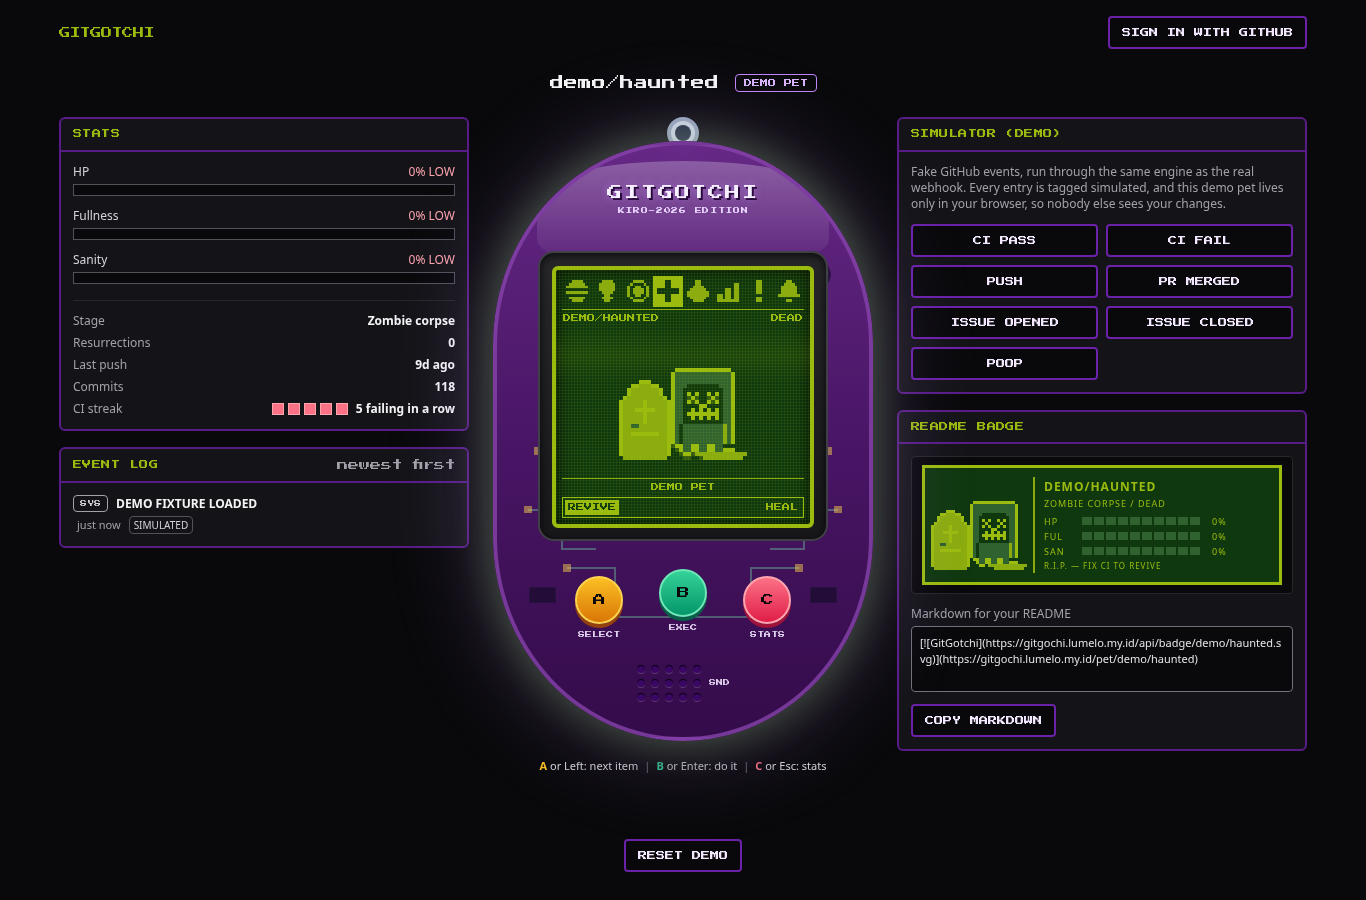 GITGOTCHI
SIGN IN WITH GITHUB
demo/haunted
DEMO PET
STATS
HP 0% LOW
Fullness 0% LOW
Sanity 0% LOW
Stage Zombie corpse
Resurrections 0
Last push 9d ago
Commits 118
CI streak 5 failing in a row
EVENT LOG newest first
SYS DEMO FIXTURE LOADED
just now SIMULATED
GITGOTCHI
KIRO-2026 EDITION
DEMO/HAUNTED DEAD
DEMO PET
REVIVE HEAL
A B C
SELECT EXEC STATS
SND
A or Left: next item | B or Enter: do it | C or Esc: stats
RESET DEMO
SIMULATOR (DEMO)
Fake GitHub events, run through the same engine as the real
webhook. Every entry is tagged simulated, and this demo pet lives
only in your browser, so nobody else sees your changes.
CI PASS CI FAIL
PUSH PR MERGED
ISSUE OPENED ISSUE CLOSED
POOP
README BADGE
DEMO/HAUNTED
ZOMBIE CORPSE / DEAD
HP 0%
FUL 0%
SAN 0%
R.I.P. — FIX CI TO REVIVE
Markdown for your README
[![GitGotchi](https://gitgochi.lumelo.my.id/api/badge/demo/haunted.s
vg)](https://gitgochi.lumelo.my.id/pet/demo/haunted)
COPY MARKDOWN